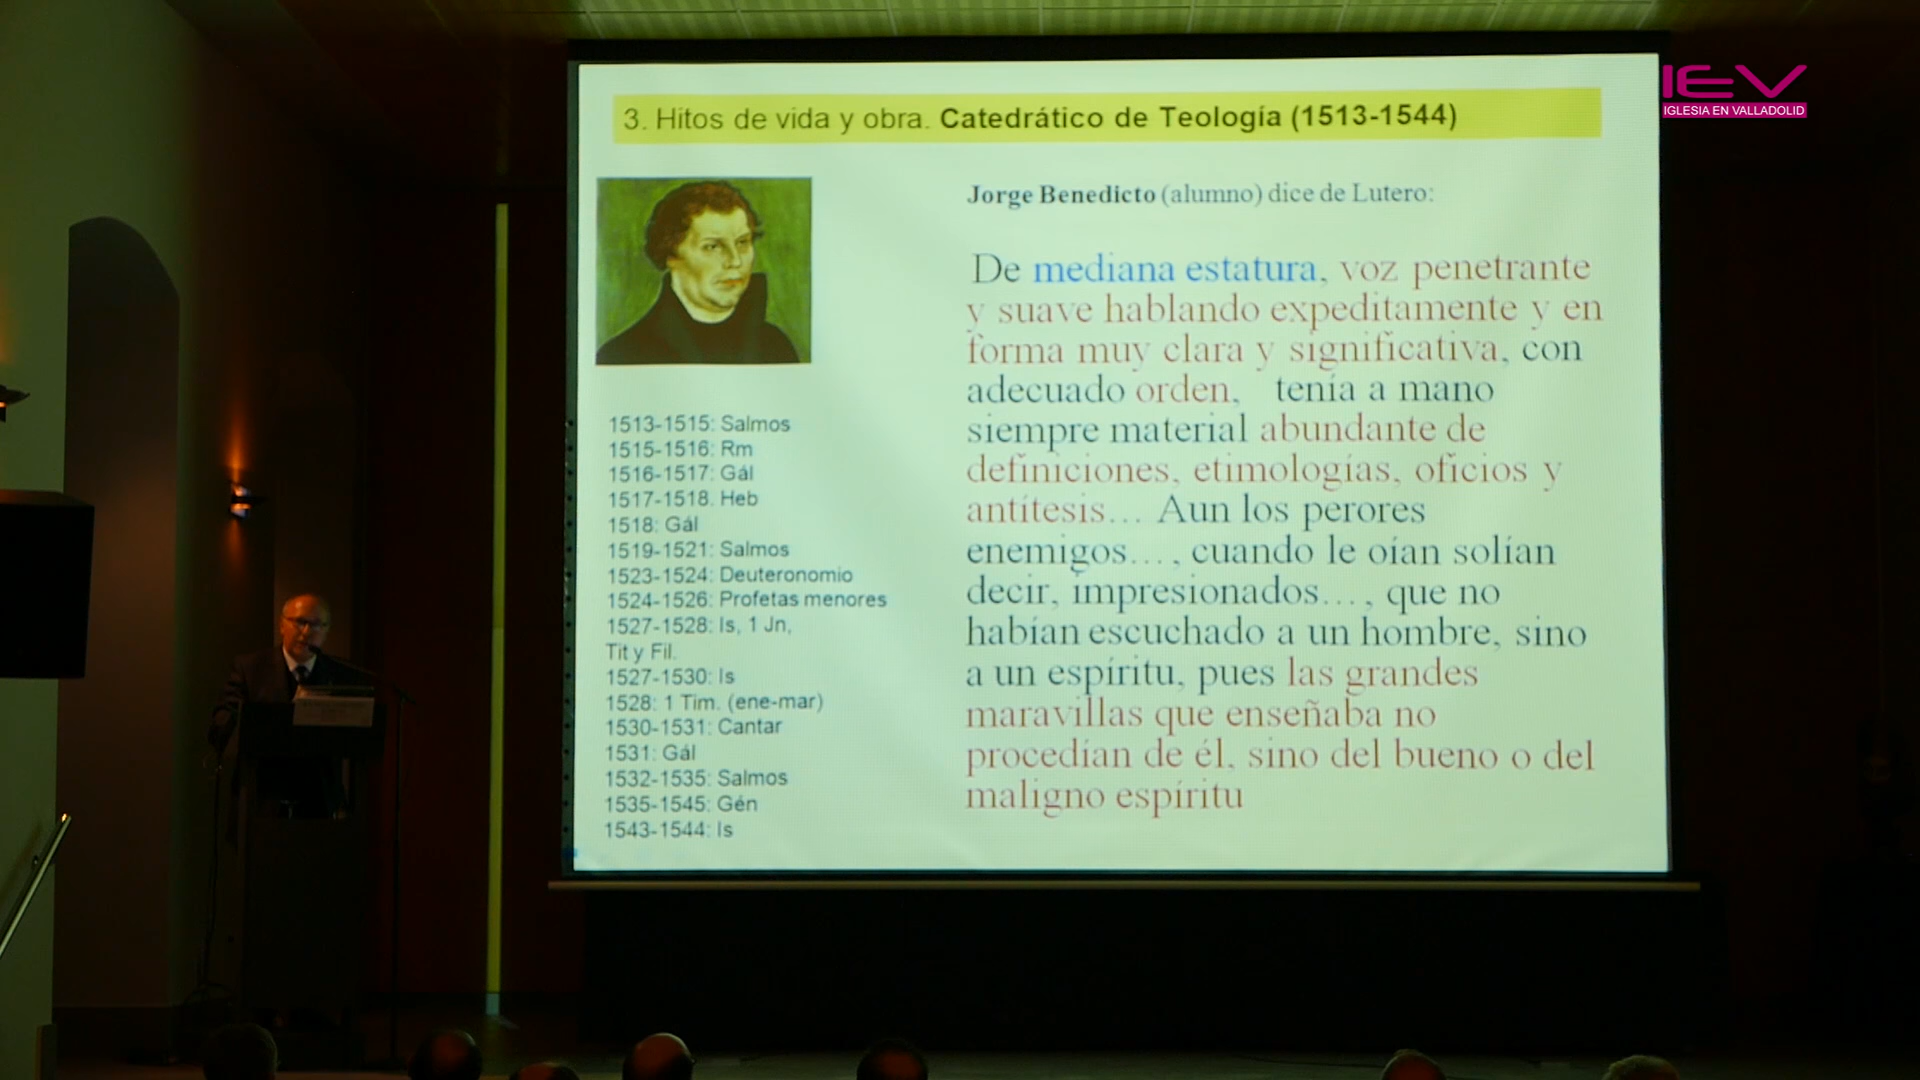 IEV
IGLESIA EN VALLADOLID
3. Hitos de vida y obra. Catedrático de Teología (1513-1544)
1513-1515: Salmos
1515-1516: Rm
1516-1517: Gál
1517-1518. Heb
1518: Gál
1519-1521: Salmos
1523-1524: Deuteronomio
1524-1526: Profetas menores
1527-1528: Is, 1 Jn,
Tit y Fil.
1527-1530: Is
1528: 1 Tim. (ene-mar)
1530-1531: Cantar
1531: Gál
1532-1535: Salmos
1535-1545: Gén
1543-1544: Is
Jorge Benedicto (alumno) dice de Lutero:
De mediana estatura, voz penetrante
y suave hablando expeditamente y en
forma muy clara y significativa, con
adecuado orden, tenía a mano
siempre material abundante de
definiciones, etimologías, oficios y
antítesis... Aun los perores
enemigos..., cuando le oían solían
decir, impresionados..., que no
habían escuchado a un hombre, sino
a un espíritu, pues las grandes
maravillas que enseñaba no
procedían de él, sino del bueno o del
maligno espíritu